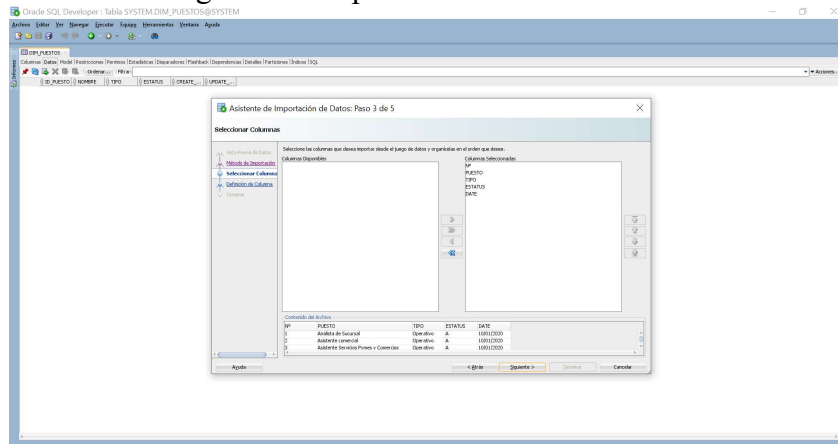 Oracle SQL Developer : Tabla SYSTEM.DIM_PUESTOS@SYSTEM
Archivo Editar Ver Navegar Ejecutar Equipo Herramientas Ventana Ayuda
DIM_PUESTOS
Columnas Datos Model Restricciones Permisos Estadísticas Disparadores Flashback Dependencias Detalles Particiones Índices SQL
Ordenar... Filtrar: Acciones...
ID_PUESTO NOMBRE TIPO ESTATUS CREATE_... UPDATE_...
Informes
Asistente de Importación de Datos: Paso 3 de 5
Seleccionar Columnas
Vista Previa de Datos
Método de Importación
Seleccionar Columna
Definición de Columna
Terminar
Seleccione las columnas que desea importar desde el juego de datos y organícelas en el orden que desee.
Columnas Disponibles
Columnas Seleccionadas
Nº
PUESTO
TIPO
ESTATUS
DATE
Contenido del Archivo
Nº PUESTO TIPO ESTATUS DATE
1 Analista de Sucursal Operativo A 10/01/2020
2 Asistente comercial Operativo A 10/01/2020
3 Asistente Servicios Pymes y Comercios Operativo A 10/01/2020
Ayuda
< Atrás Siguiente > Terminar Cancelar